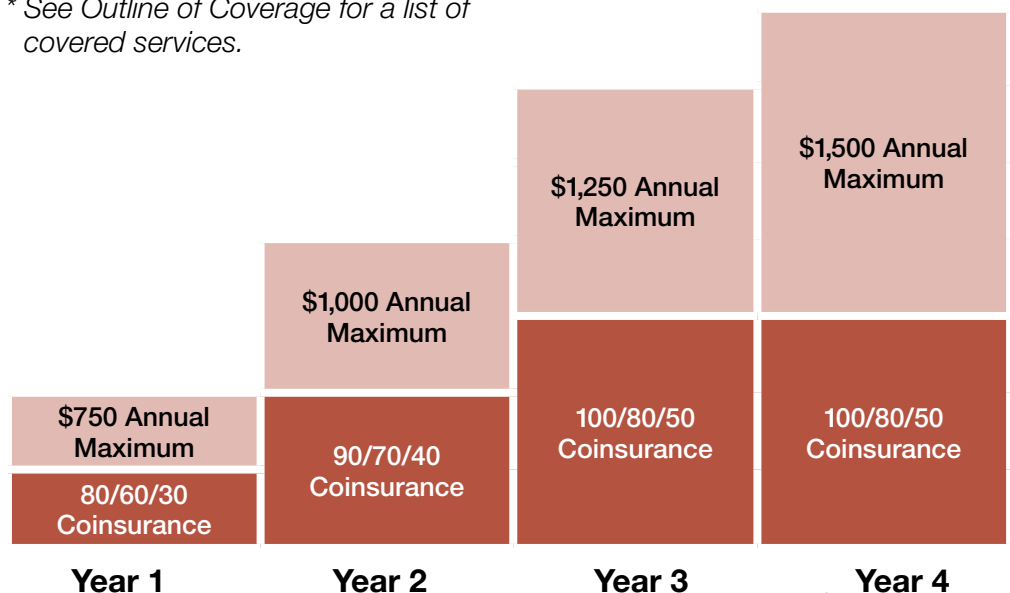 * See Outline of Coverage for a list of
covered services.
$750 Annual
Maximum
80/60/30
Coinsurance
Year 1
$1,000 Annual
Maximum
90/70/40
Coinsurance
Year 2
$1,250 Annual
Maximum
100/80/50
Coinsurance
Year 3
$1,500 Annual
Maximum
100/80/50
Coinsurance
Year 4